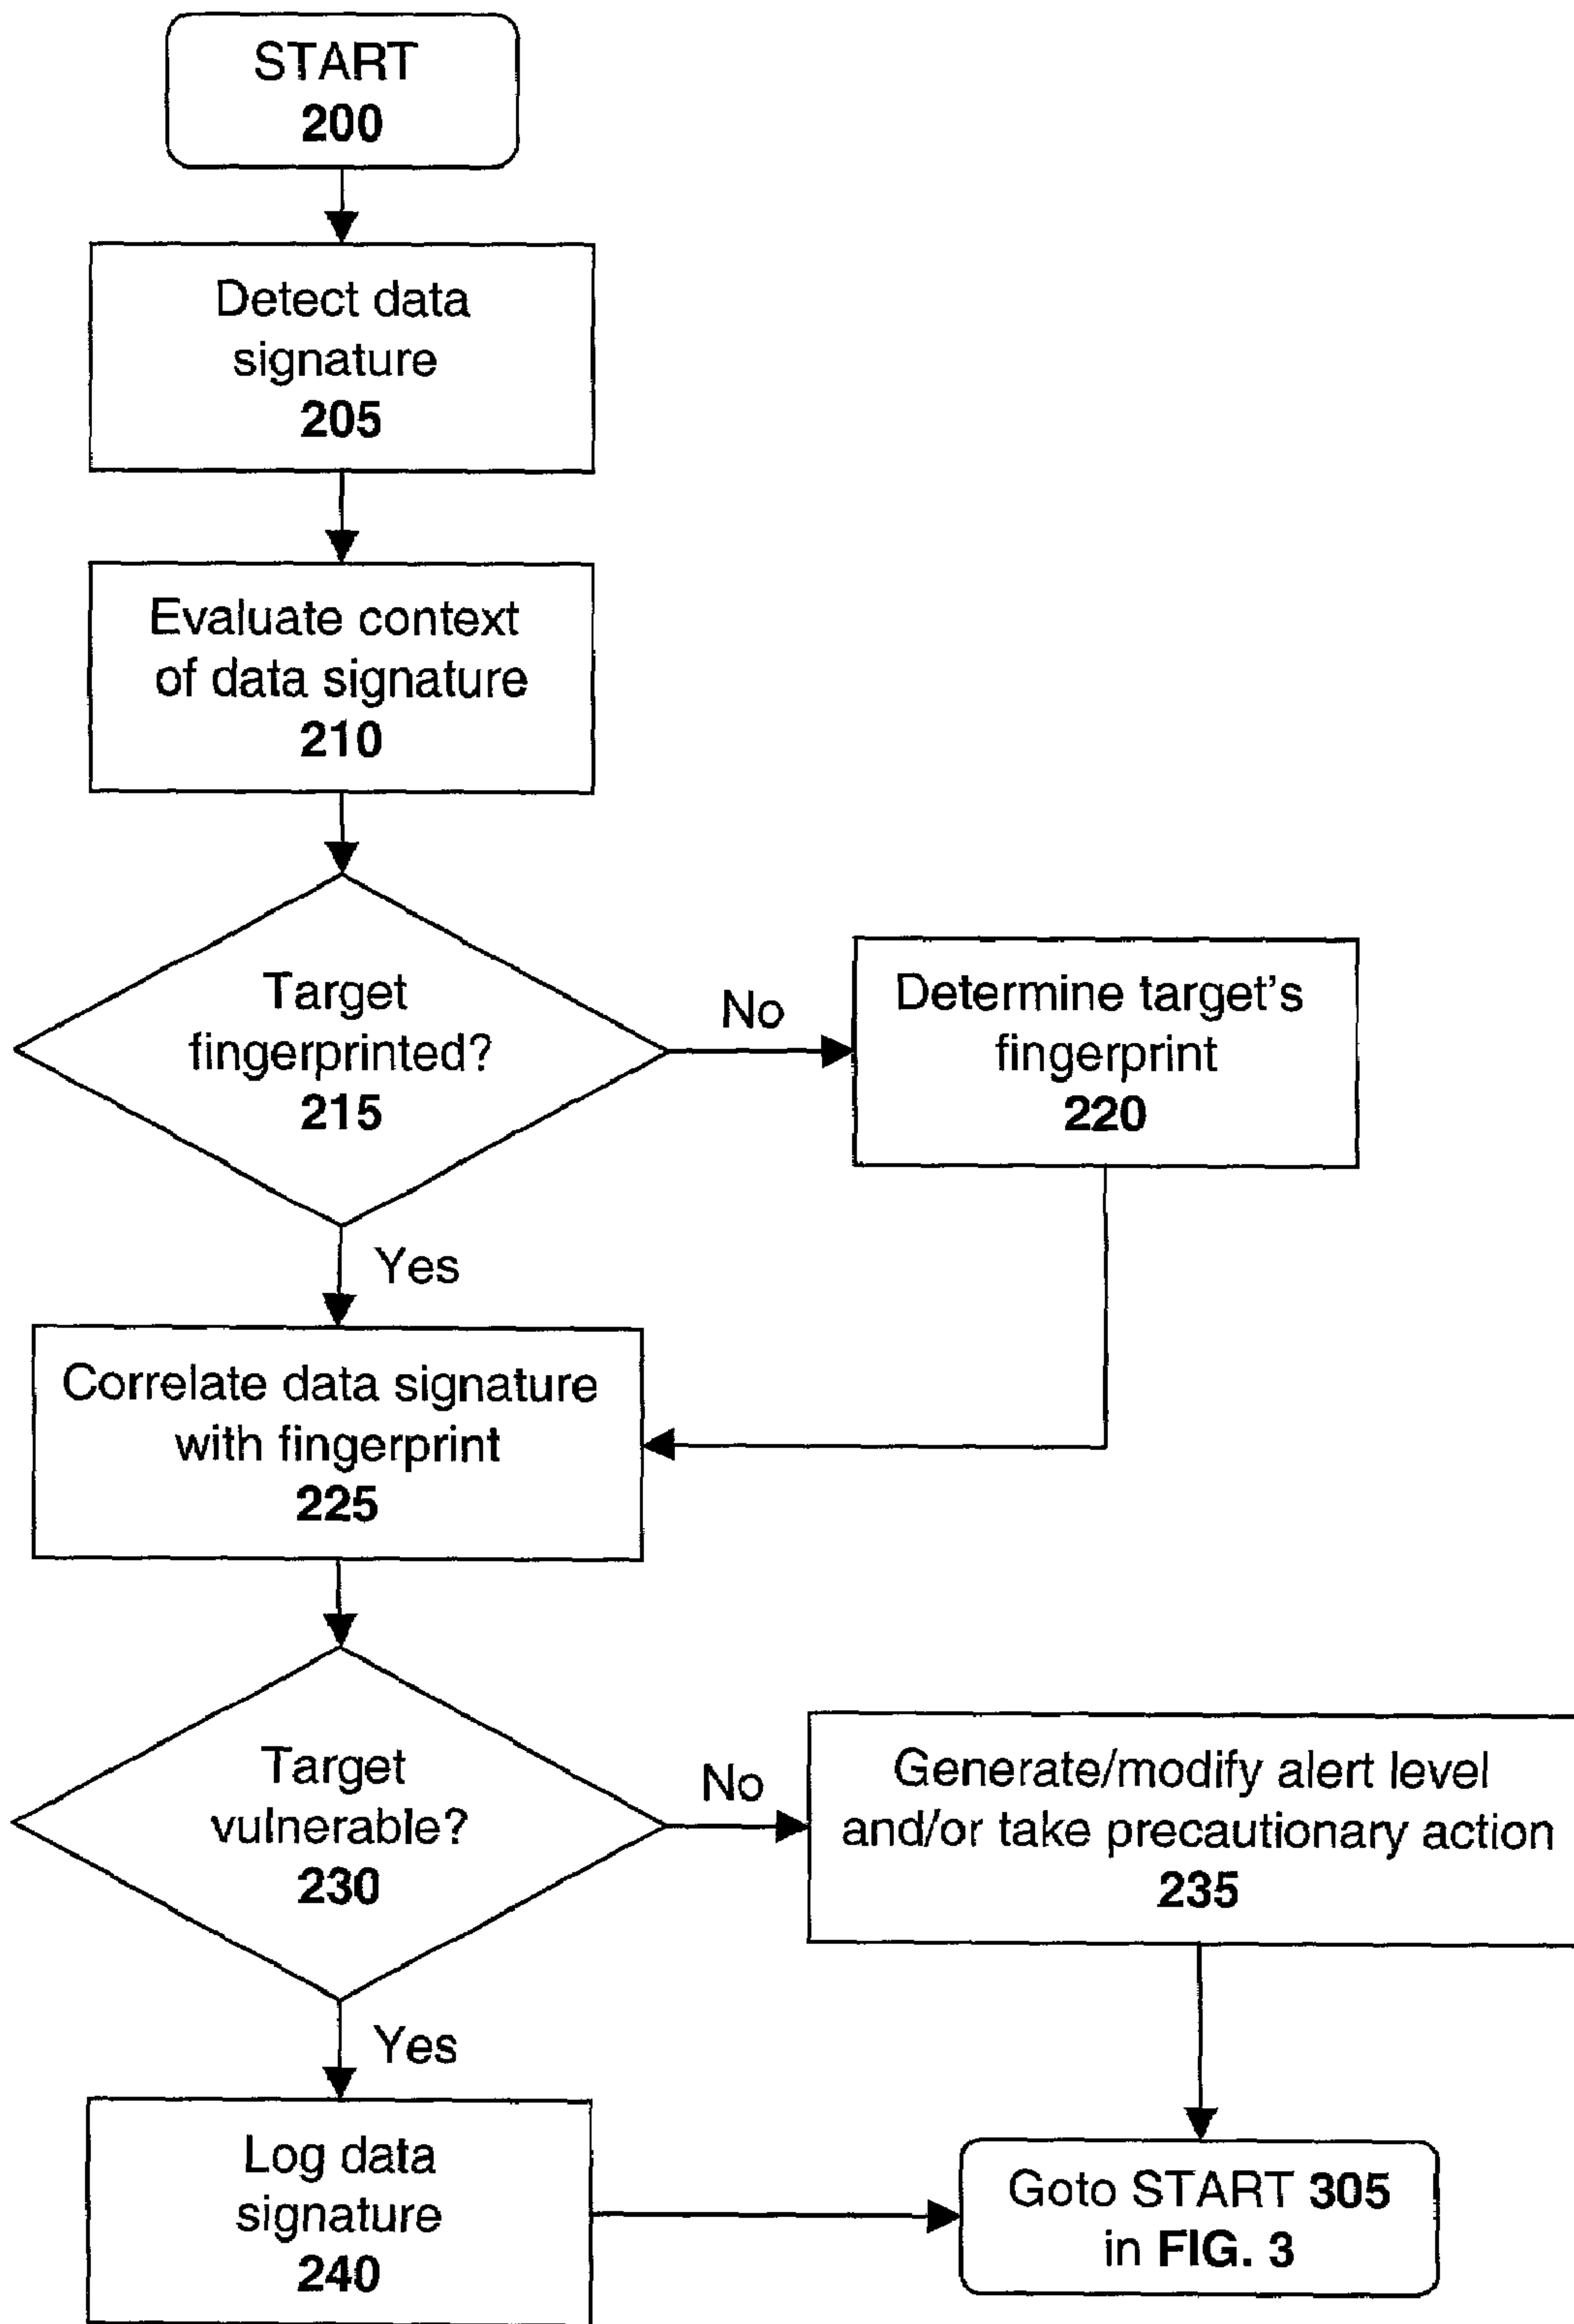 START
200
Detect data
signature
205
Evaluate context
of data signature
210
Target
fingerprinted?
215
No
Determine target's
fingerprint
220
Yes
Correlate data signature
with fingerprint
225
Target
vulnerable?
230
No
Generate/modify alert level
and/or take precautionary action
235
Yes
Log data
signature
240
Goto START 305
in FIG. 3